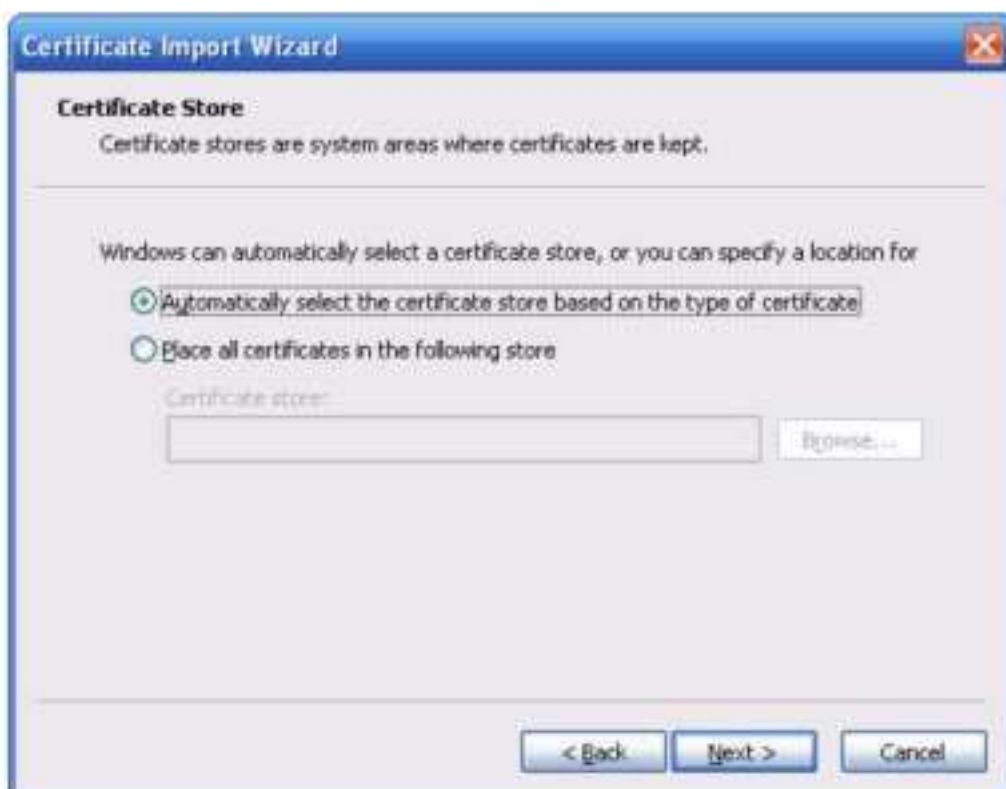 Certificate Import Wizard
Certificate Store
Certificate stores are system areas where certificates are kept.
Windows can automatically select a certificate store, or you can specify a location for
Automatically select the certificate store based on the type of certificate
Place all certificates in the following store
Certificate store:
Browse...
< Back Next > Cancel